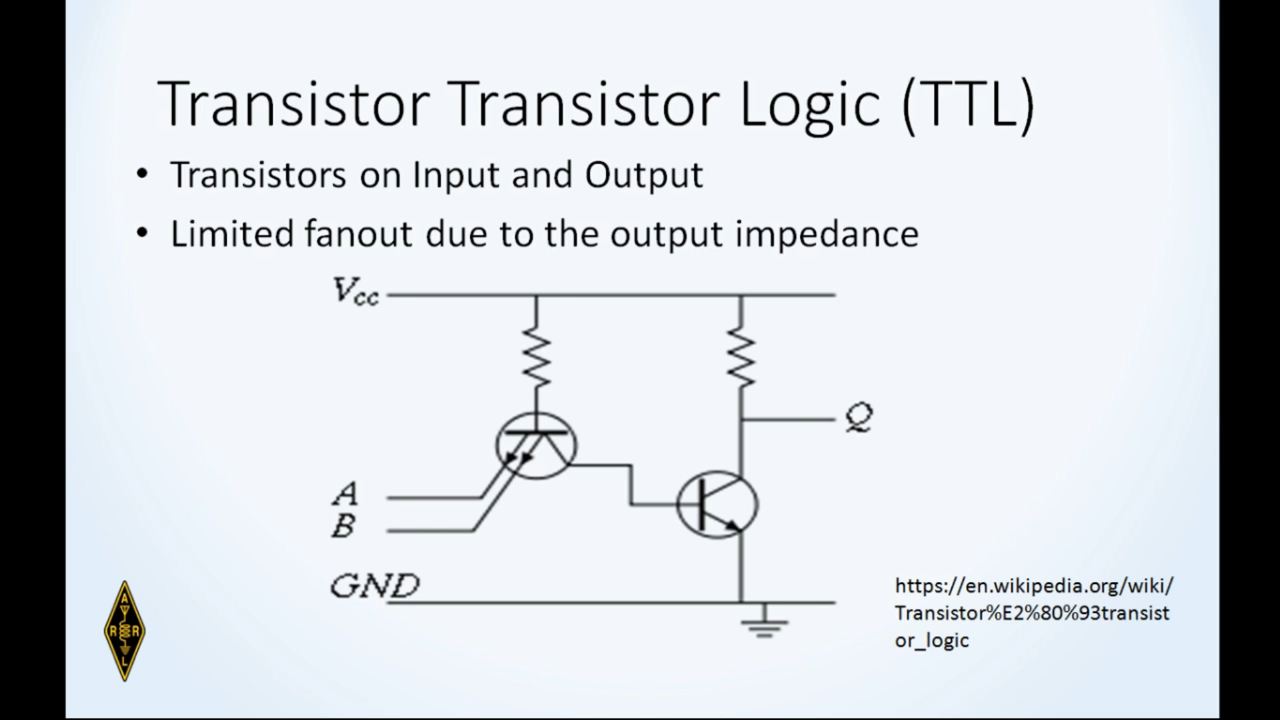 Transistor Transistor Logic (TTL)
• Transistors on Input and Output
• Limited fanout due to the output impedance
Vcc
Q
A
B
GND
https://en.wikipedia.org/wiki/
Transistor%E2%80%93transist
or_logic
A
R R
L